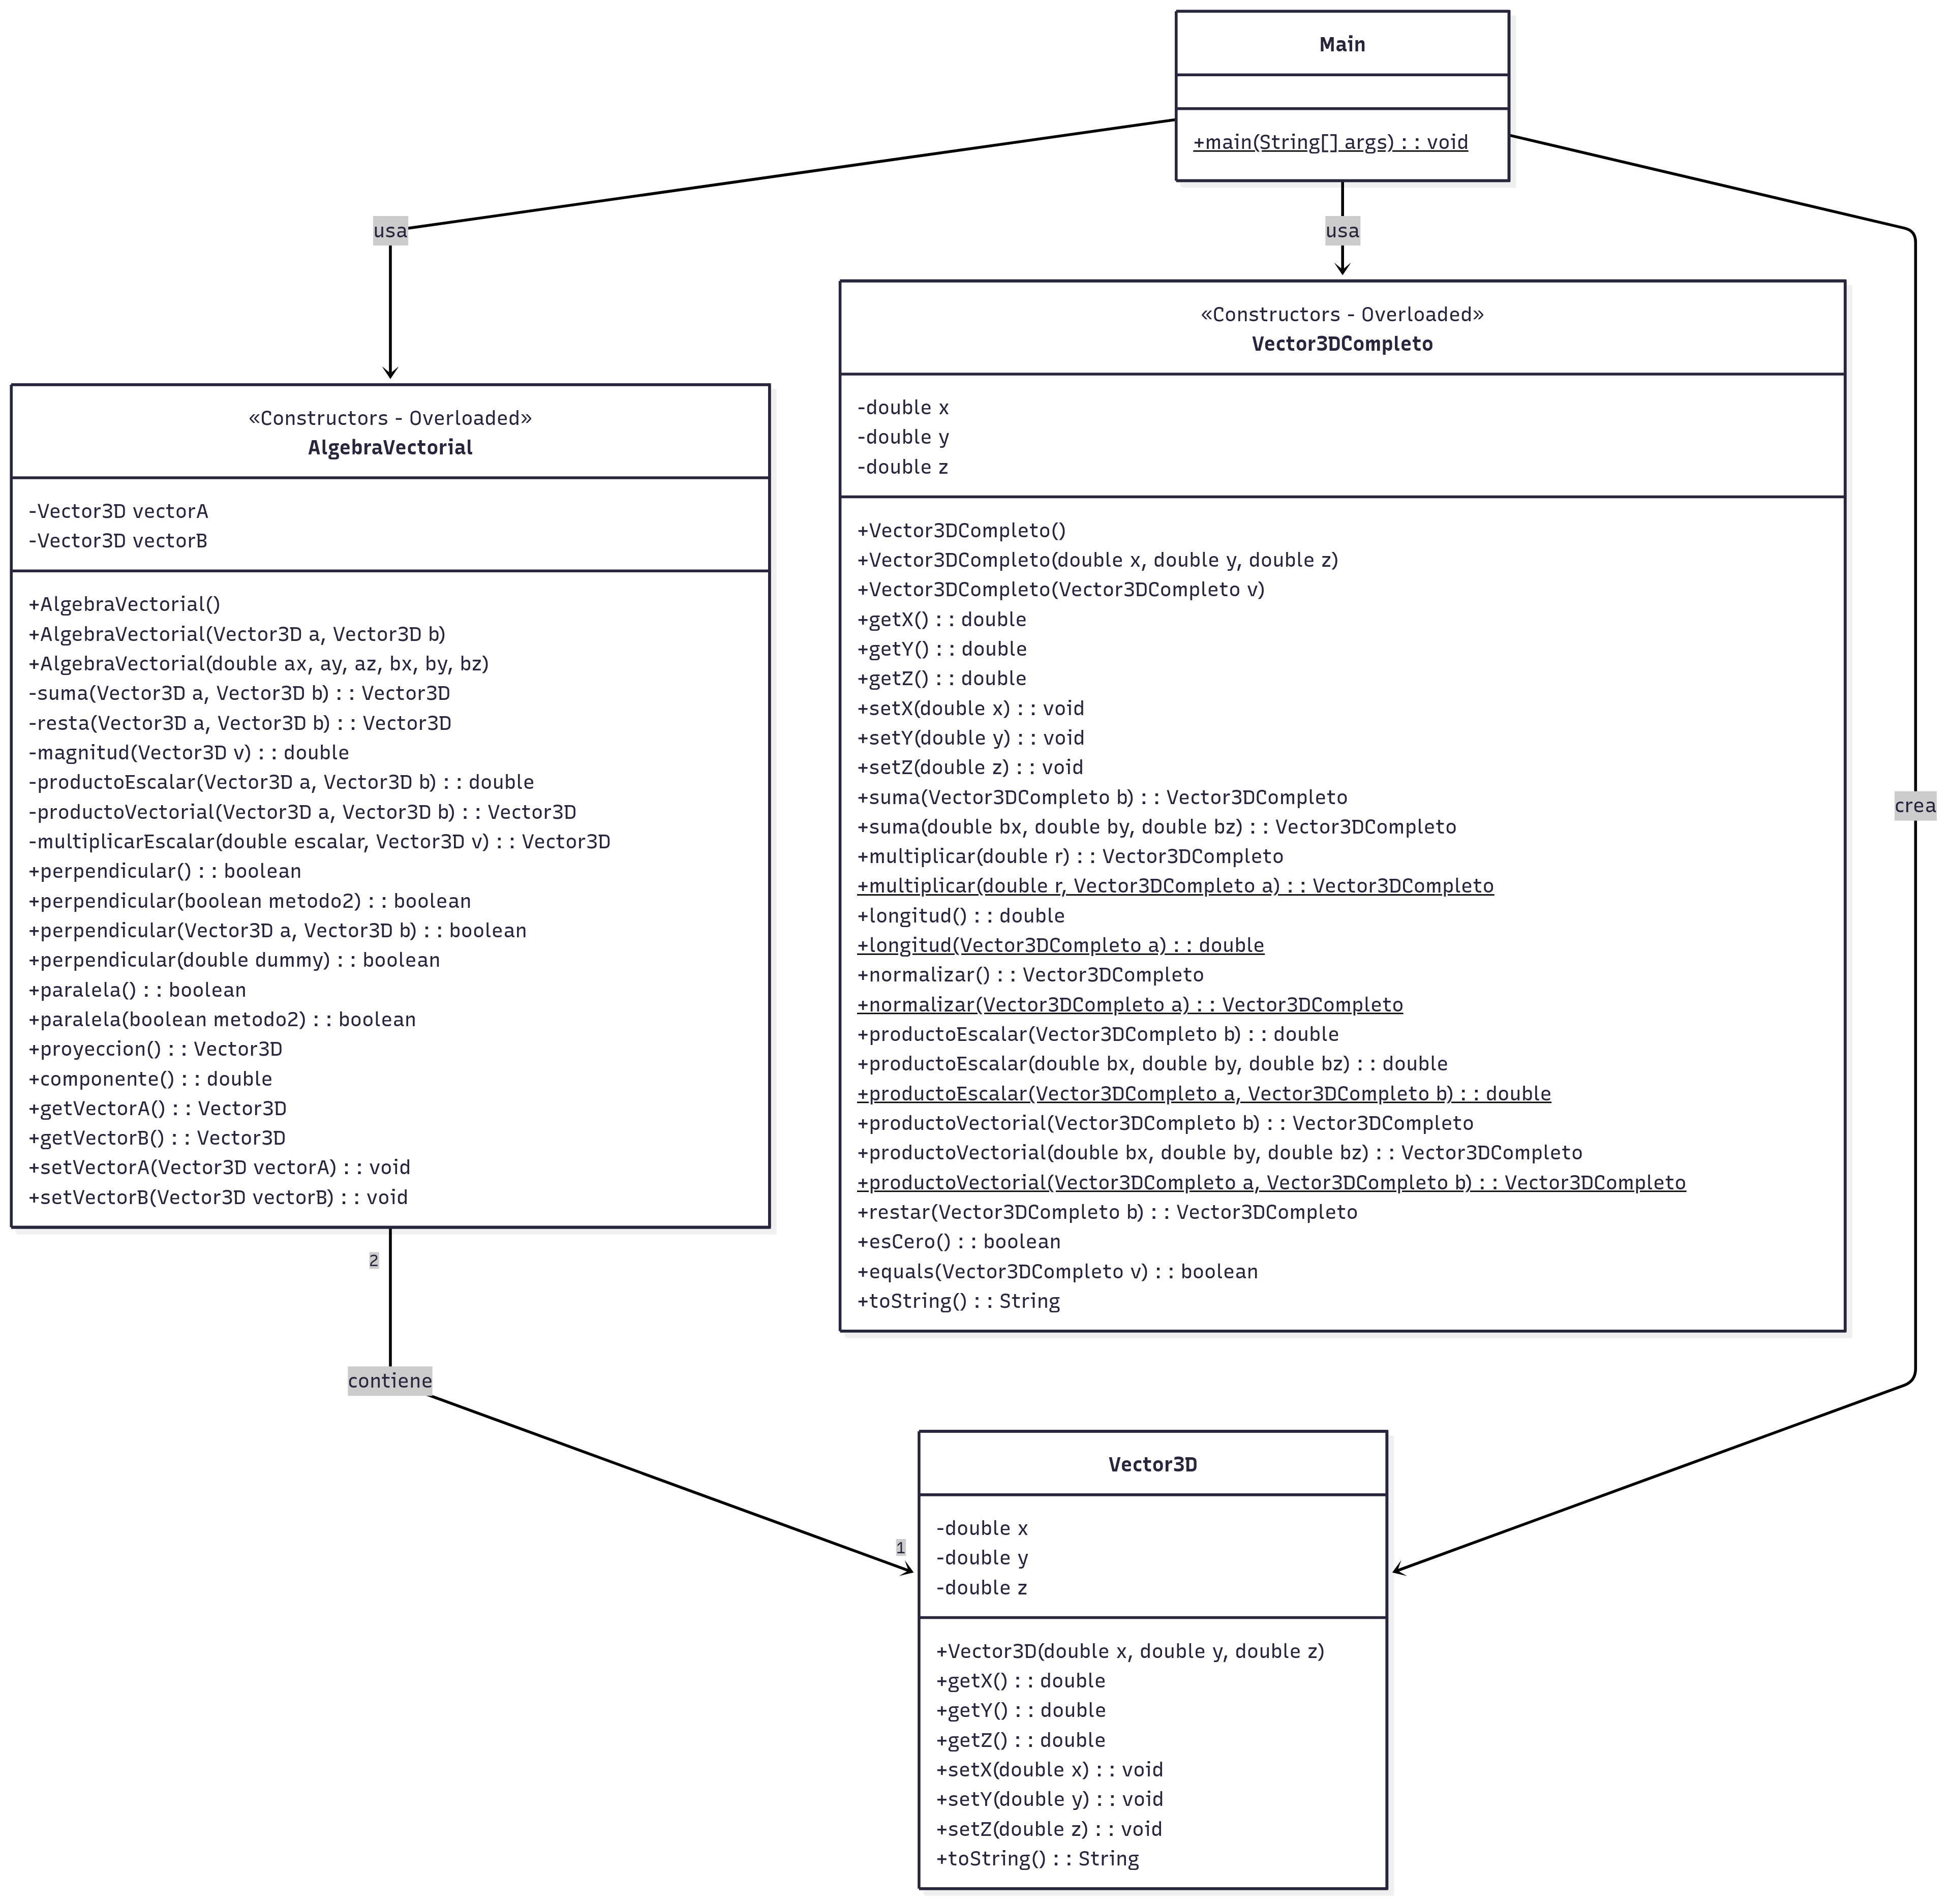 Main
+main(String[] args) : : void
usa
usa
«Constructors - Overloaded»
Vector3DCompleto
-double x
-double y
-double z
+Vector3DCompleto()
+Vector3DCompleto(double x, double y, double z)
+Vector3DCompleto(Vector3DCompleto v)
+getX() : : double
+getY() : : double
+getZ() : : double
+setX(double x) : : void
+setY(double y) : : void
+setZ(double z) : : void
+suma(Vector3DCompleto b) : : Vector3DCompleto
+suma(double bx, double by, double bz) : : Vector3DCompleto
+multiplicar(double r) : : Vector3DCompleto
+multiplicar(double r, Vector3DCompleto a) : : Vector3DCompleto
+longitud() : : double
+longitud(Vector3DCompleto a) : : double
+normalizar() : : Vector3DCompleto
+normalizar(Vector3DCompleto a) : : Vector3DCompleto
+productoEscalar(Vector3DCompleto b) : : double
+productoEscalar(double bx, double by, double bz) : : double
+productoEscalar(Vector3DCompleto a, Vector3DCompleto b) : : double
+productoVectorial(Vector3DCompleto b) : : Vector3DCompleto
+productoVectorial(double bx, double by, double bz) : : Vector3DCompleto
+productoVectorial(Vector3DCompleto a, Vector3DCompleto b) : : Vector3DCompleto
+restar(Vector3DCompleto b) : : Vector3DCompleto
+esCero() : : boolean
+equals(Vector3DCompleto v) : : boolean
+toString() : : String
«Constructors - Overloaded»
AlgebraVectorial
-Vector3D vectorA
-Vector3D vectorB
+AlgebraVectorial()
+AlgebraVectorial(Vector3D a, Vector3D b)
+AlgebraVectorial(double ax, ay, az, bx, by, bz)
-suma(Vector3D a, Vector3D b) : : Vector3D
-resta(Vector3D a, Vector3D b) : : Vector3D
-magnitud(Vector3D v) : : double
-productoEscalar(Vector3D a, Vector3D b) : : double
-productoVectorial(Vector3D a, Vector3D b) : : Vector3D
-multiplicarEscalar(double escalar, Vector3D v) : : Vector3D
+perpendicular() : : boolean
+perpendicular(boolean metodo2) : : boolean
+perpendicular(Vector3D a, Vector3D b) : : boolean
+perpendicular(double dummy) : : boolean
+paralela() : : boolean
+paralela(boolean metodo2) : : boolean
+proyeccion() : : Vector3D
+componente() : : double
+getVectorA() : : Vector3D
+getVectorB() : : Vector3D
+setVectorA(Vector3D vectorA) : : void
+setVectorB(Vector3D vectorB) : : void
crea
2
contiene
1
Vector3D
-double x
-double y
-double z
+Vector3D(double x, double y, double z)
+getX() : : double
+getY() : : double
+getZ() : : double
+setX(double x) : : void
+setY(double y) : : void
+setZ(double z) : : void
+toString() : : String